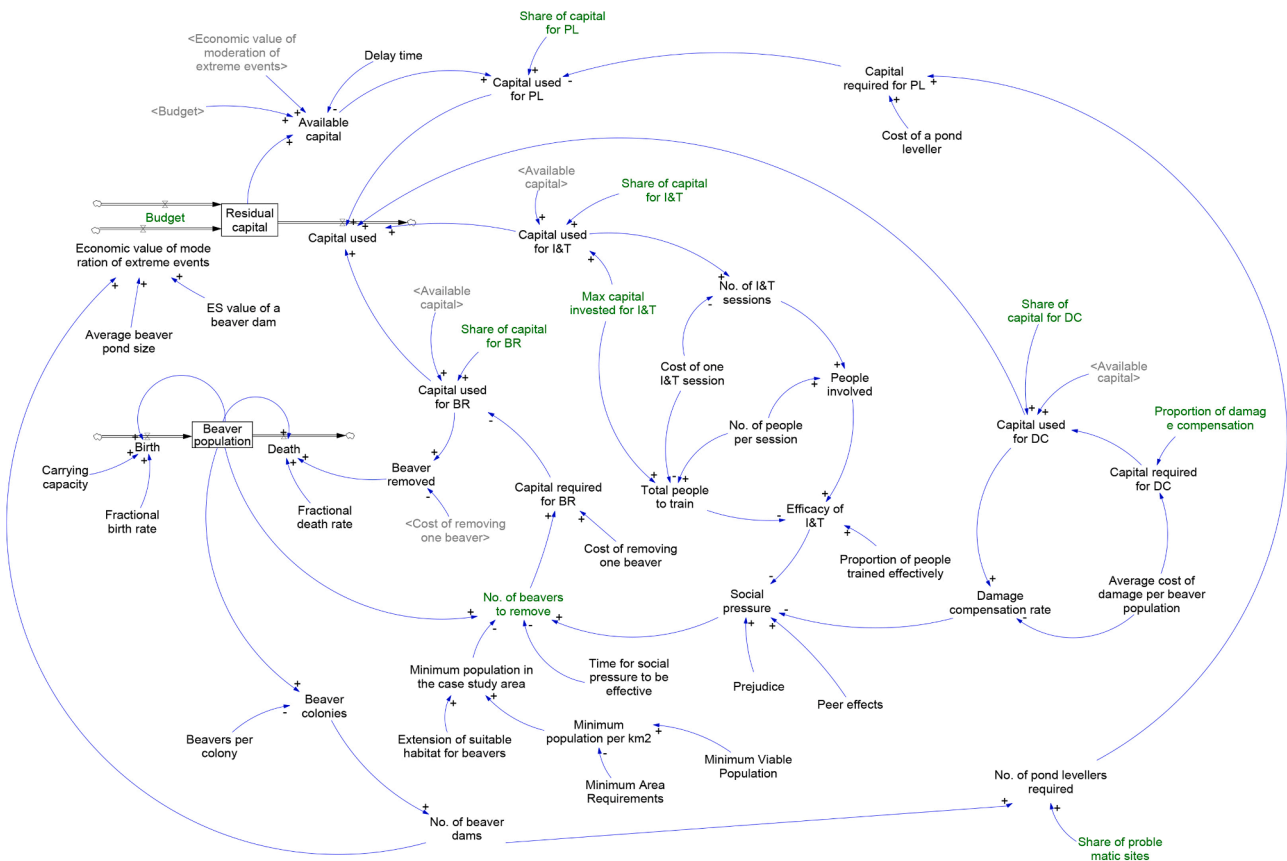 Share of capital
for PL
<Economic value of
moderation of
extreme events>
Delay time
Capital used
for PL
Capital
required for PL
<Budget>
Available
capital
Cost of a pond
leveller
<Available
capital>
Share of capital
for I&T
Budget
Residual
capital
Capital used
Capital used
for I&T
Economic value of mode
ration of extreme events
No. of I&T
sessions
<Available
capital>
Max capital
invested for I&T
ES value of a
beaver dam
Share of
capital for DC
Average beaver
pond size
Share of capital
for BR
Cost of one
I&T session
<Available
capital>
People
involved
Capital used
for BR
Beaver
population
No. of people
per session
Capital used
for DC
Proportion of damag
e compensation
Birth
Death
Carrying
capacity
Beaver
removed
Capital required
for BR
Total people
to train
Capital required
for DC
Fractional
birth rate
Fractional
death rate
Efficacy of
I&T
<Cost of removing
one beaver>
Cost of removing
one beaver
Proportion of people
trained effectively
No. of beavers
to remove
Social
pressure
Damage
compensation rate
Average cost of
damage per beaver
population
Minimum population in
the case study area
Time for social
pressure to be
effective
Prejudice
Peer effects
Beaver
colonies
Beavers per
colony
Extension of suitable
habitat for beavers
Minimum
population per km2
Minimum Viable
Population
Minimum Area
Requirements
No. of pond levellers
required
No. of beaver
dams
Share of proble
matic sites